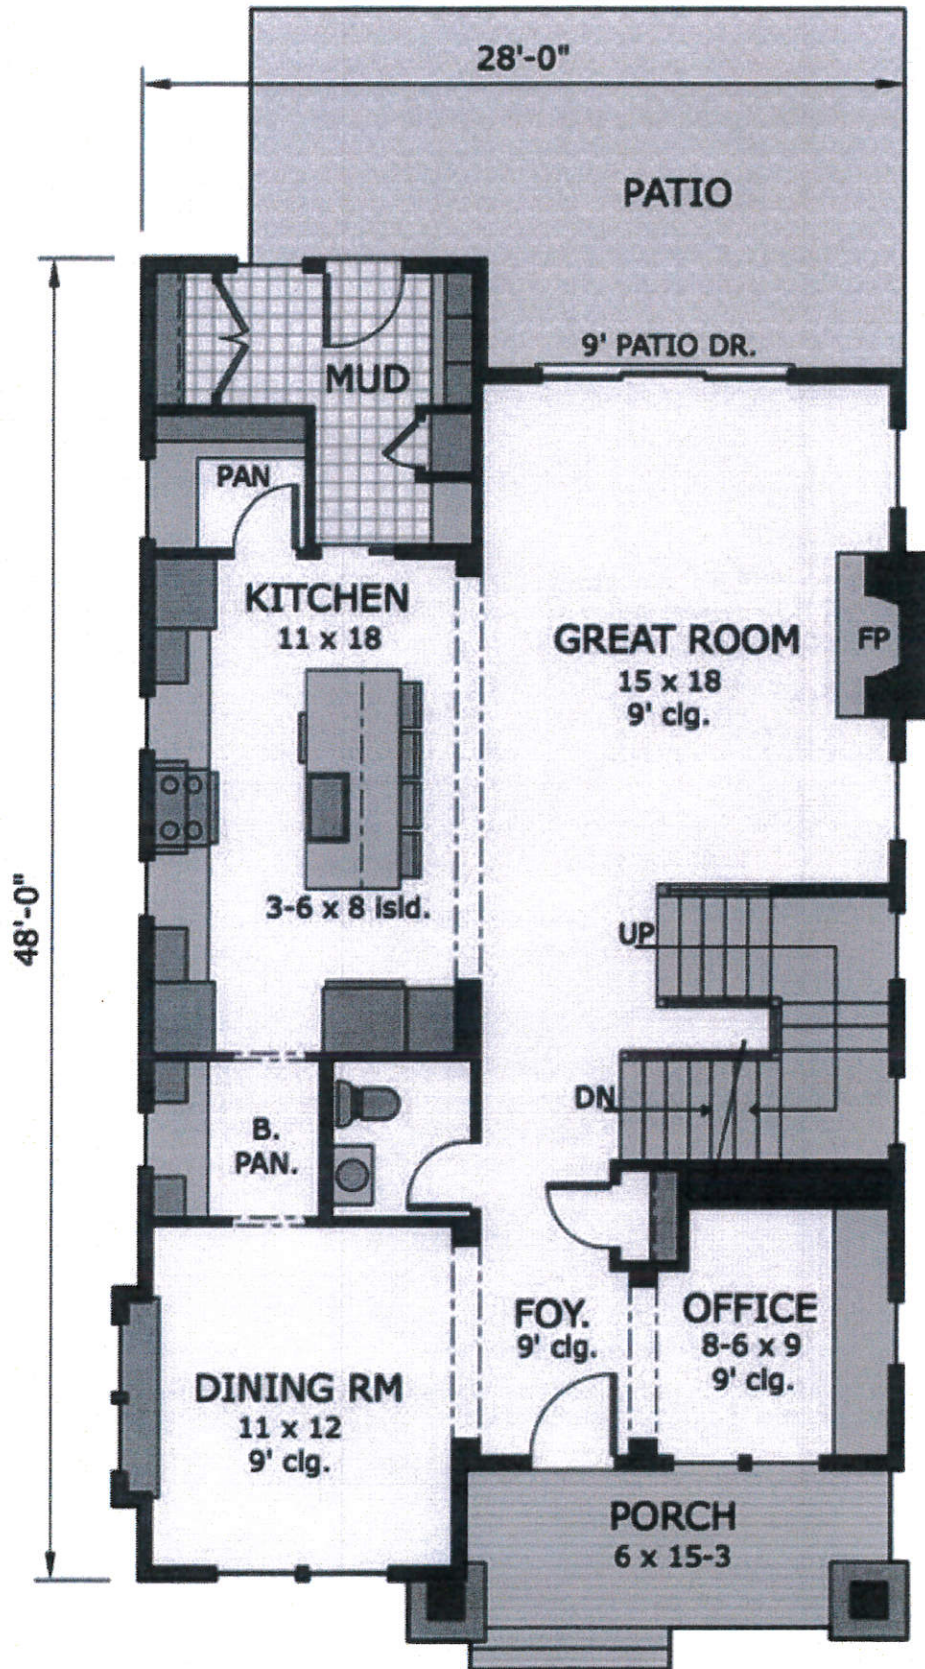 28'-0"
PATIO
9' PATIO DR.
MUD
PAN
KITCHEN
11 x 18
GREAT ROOM
15 x 18
9' clg.
FP
3-6 x 8 isld.
48'-0"
UP
DN
B.
PAN.
FOY.
9' clg.
OFFICE
8-6 x 9
9' clg.
DINING RM
11 x 12
9' clg.
PORCH
6 x 15-3